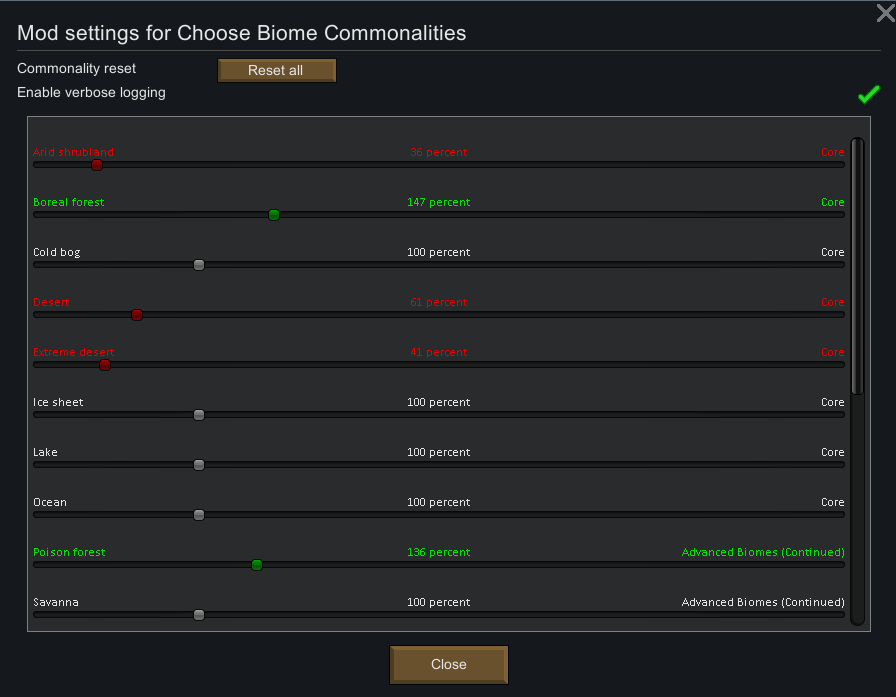 Mod settings for Choose Biome Commonalities
Commonality reset Reset all
Enable verbose logging
Arid shrubland 36 percent Core
Boreal forest 147 percent Core
Cold bog 100 percent Core
Desert 61 percent Core
Extreme desert 41 percent Core
Ice sheet 100 percent Core
Lake 100 percent Core
Ocean 100 percent Core
Poison forest 136 percent Advanced Biomes (Continued)
Savanna 100 percent Advanced Biomes (Continued)
Close